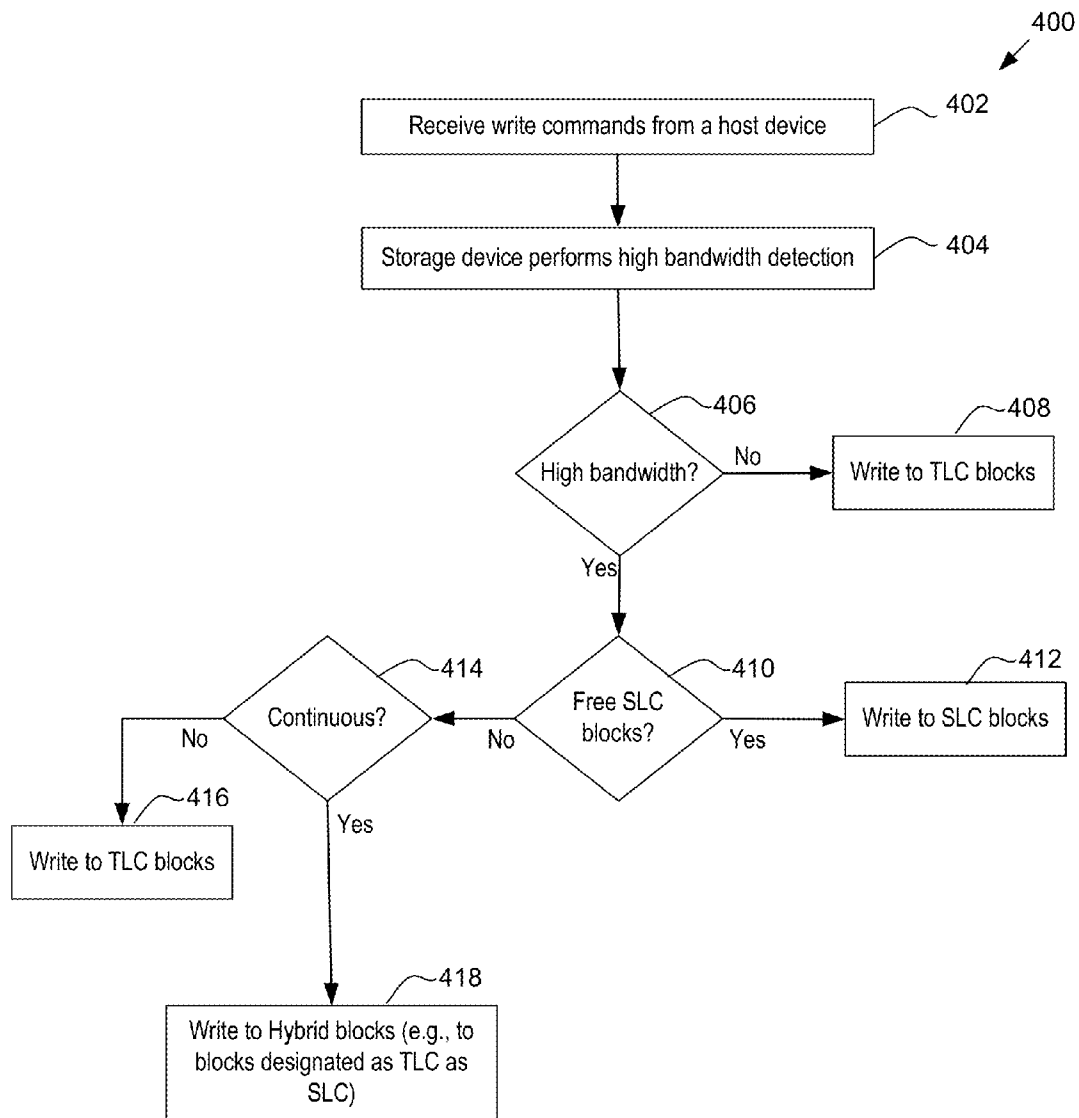 400
Receive write commands from a host device
402
Storage device performs high bandwidth detection
404
406
High bandwidth?
No
408
Write to TLC blocks
Yes
414
Continuous?
No
410
Free SLC
blocks?
No
Yes
412
Write to SLC blocks
416
Write to TLC blocks
Yes
418
Write to Hybrid blocks (e.g., to
blocks designated as TLC as
SLC)